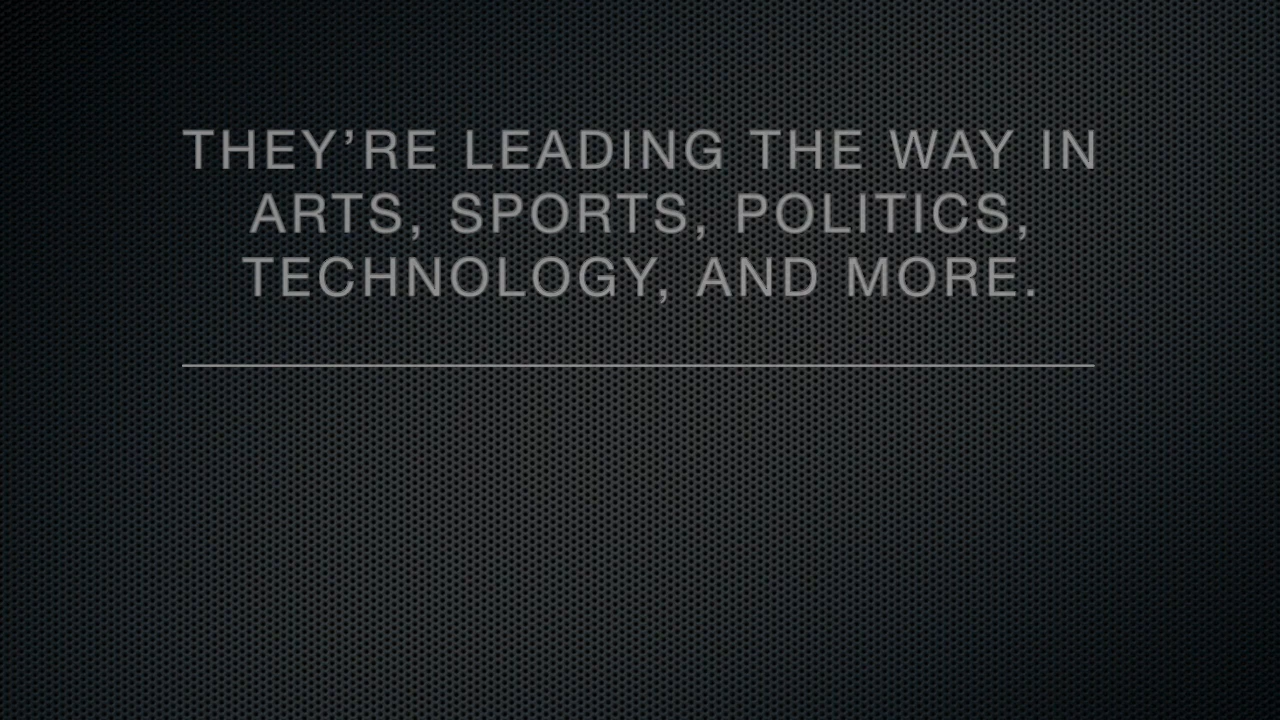 THEY’RE LEADING THE WAY IN
ARTS, SPORTS, POLITICS,
TECHNOLOGY, AND MORE.